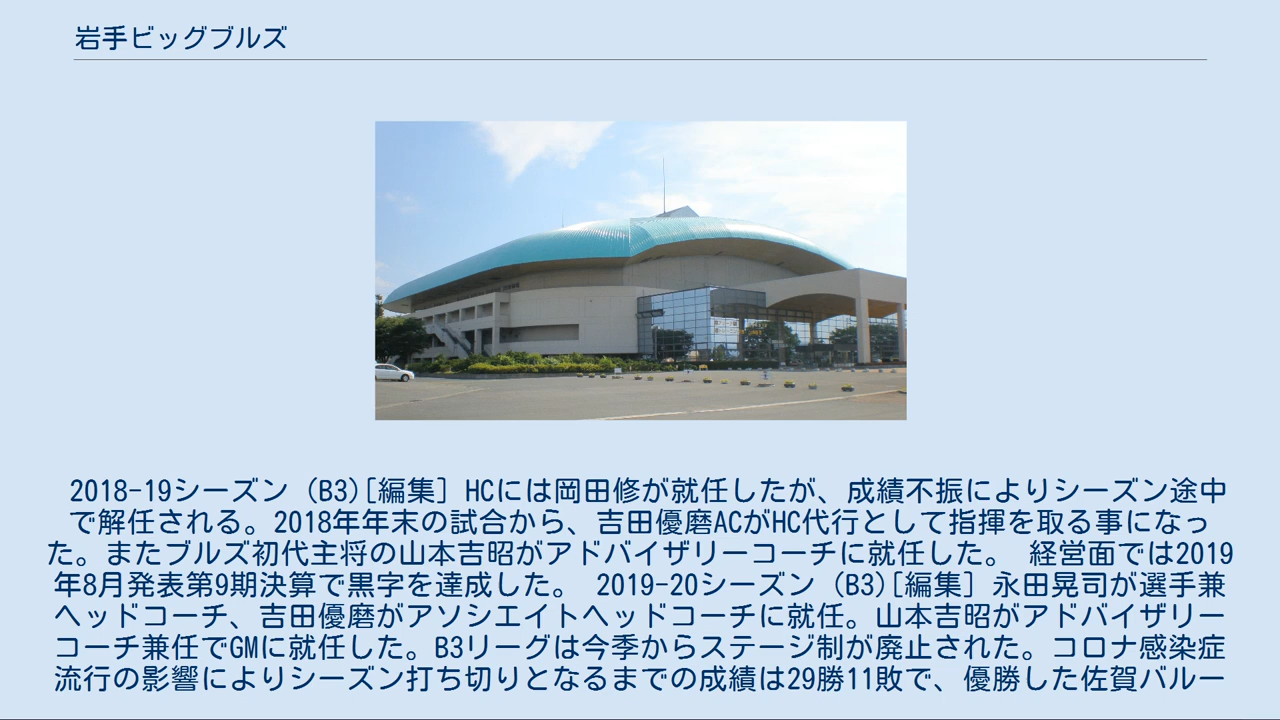 岩手ビッグブルズ
2018-19シーズン (B3)[編集] HCには岡田修が就任したが、成績不振によりシーズン途中
で解任される。2018年年末の試合から、吉田優磨ACがHC代行として指揮を取る事になっ
た。またブルズ初代主将の山本吉昭がアドバイザリーコーチに就任した。 経営面では2019
年8月発表第9期決算で黒字を達成した。 2019-20シーズン (B3)[編集] 永田晃司が選手兼
ヘッドコーチ、吉田優磨がアソシエイトヘッドコーチに就任。山本吉昭がアドバイザリー
コーチ兼任でGMに就任した。B3リーグは今季からステージ制が廃止された。コロナ感染症
流行の影響によりシーズン打ち切りとなるまでの成績は29勝11敗で、優勝した佐賀バルー